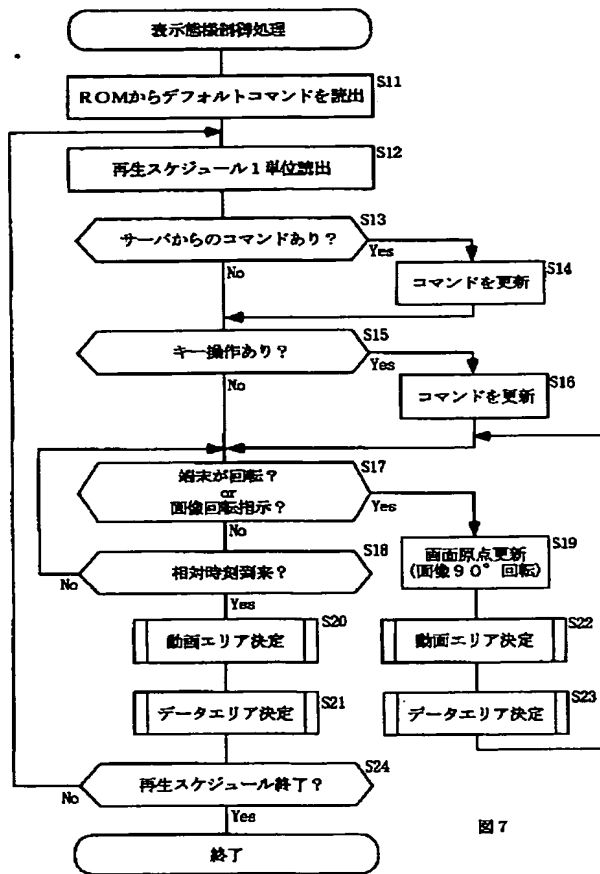 表示態様制御処理
S11
ROMからデフォルトコマンドを読出
S12
再生スケジュール1単位読出
S13
サーバからのコマンドあり?
Yes
No
S14
コマンドを更新
S15
キー操作あり?
Yes
No
S16
コマンドを更新
S17
端末が回転?
or
画像回転指示?
Yes
No
S18
相対時刻到来?
No
Yes
S19
画面原点更新
(画像90°回転)
S20
動画エリア決定
S22
動画エリア決定
S21
データエリア決定
S23
データエリア決定
S24
再生スケジュール終了?
No
Yes
終了
図7